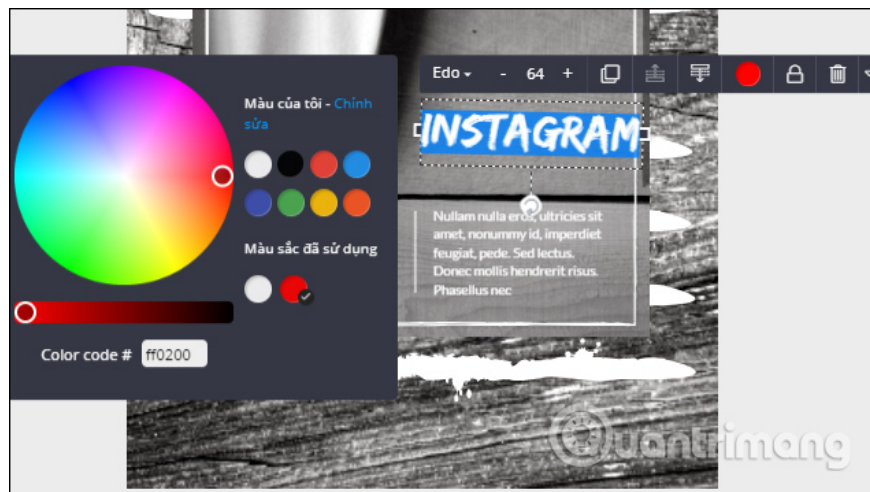 Edo - 64 +
Màu của tôi - Chỉnh
sửa
INSTAGRAM
Màu sắc đã sử dụng
Nullam nulla eros, ultricies sit
amet, nonummy id, imperdiet
feugiat, pede. Sed lectus.
Donec mollis hendrerit risus.
Phasellus nec
Color code # ff0200
Quantrimang